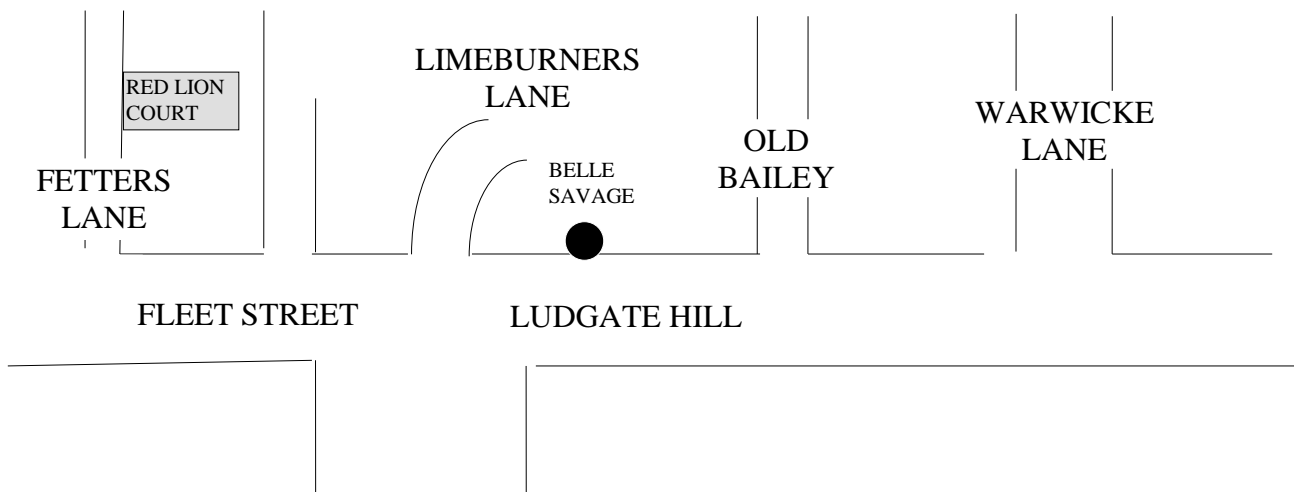 LIMEBURNERS
LANE
RED LION
COURT
WARWICKE
LANE
OLD
BAILEY
BELLE
SAVAGE
FETTERS
LANE
FLEET STREET
LUDGATE HILL